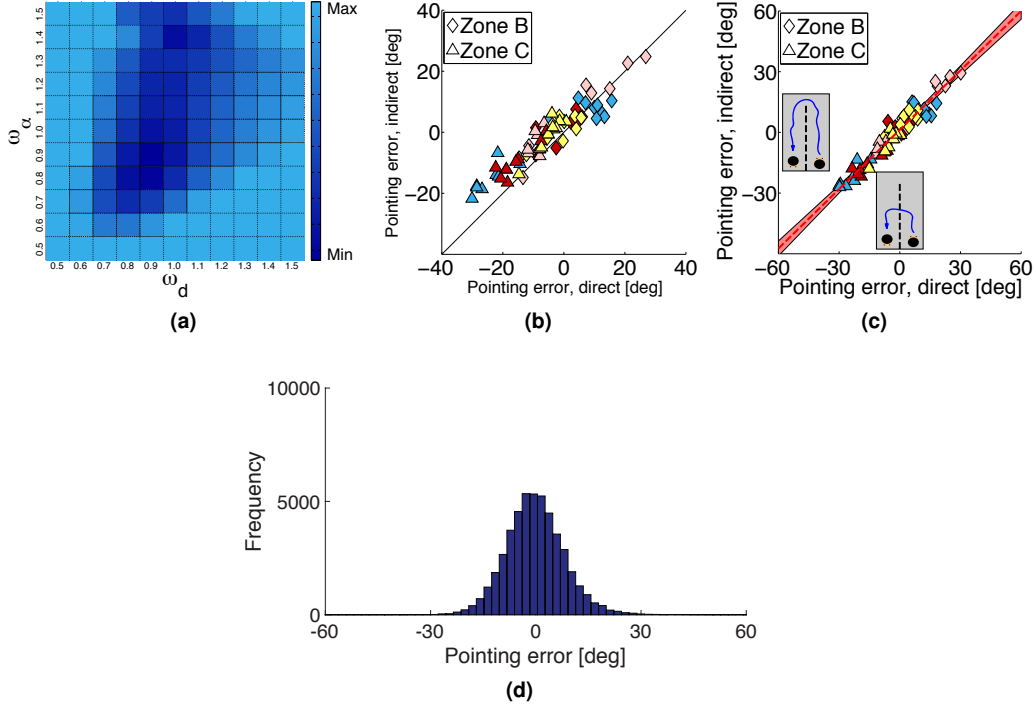 1.5
1.4
1.3
1.2
1.1
1.0
0.9
0.8
0.7
0.6
0.5
ω_α
0.5 0.6 0.7 0.8 0.9 1.0 1.1 1.2 1.3 1.4 1.5
ω_d
Max
Min
(a)
Zone B
Zone C
Pointing error, indirect [deg]
40
20
0
−20
−40 −20 0 20 40
Pointing error, direct [deg]
(b)
Zone B
Zone C
Pointing error, indirect [deg]
60
30
0
−30
−60 −30 0 30 60
Pointing error, direct [deg]
(c)
Frequency
10000
5000
0
-60 -30 0 30 60
Pointing error [deg]
(d)